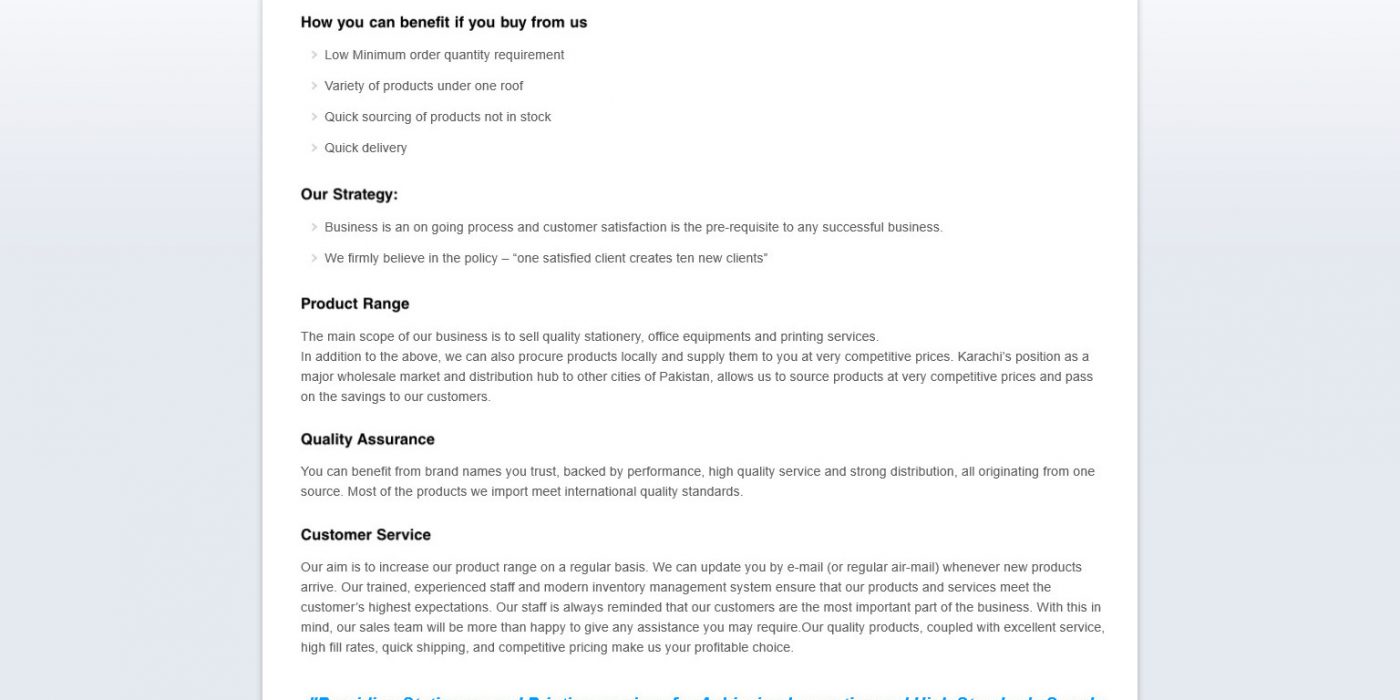 How you can benefit if you buy from us
Low Minimum order quantity requirement
Variety of products under one roof
Quick sourcing of products not in stock
Quick delivery
Our Strategy:
Business is an on going process and customer satisfaction is the pre-requisite to any successful business.
We firmly believe in the policy – “one satisfied client creates ten new clients”
Product Range
The main scope of our business is to sell quality stationery, office equipments and printing services.
In addition to the above, we can also procure products locally and supply them to you at very competitive prices. Karachi’s position as a
major wholesale market and distribution hub to other cities of Pakistan, allows us to source products at very competitive prices and pass
on the savings to our customers.
Quality Assurance
You can benefit from brand names you trust, backed by performance, high quality service and strong distribution, all originating from one
source. Most of the products we import meet international quality standards.
Customer Service
Our aim is to increase our product range on a regular basis. We can update you by e-mail (or regular air-mail) whenever new products
arrive. Our trained, experienced staff and modern inventory management system ensure that our products and services meet the
customer’s highest expectations. Our staff is always reminded that our customers are the most important part of the business. With this in
mind, our sales team will be more than happy to give any assistance you may require.Our quality products, coupled with excellent service,
high fill rates, quick shipping, and competitive pricing make us your profitable choice.